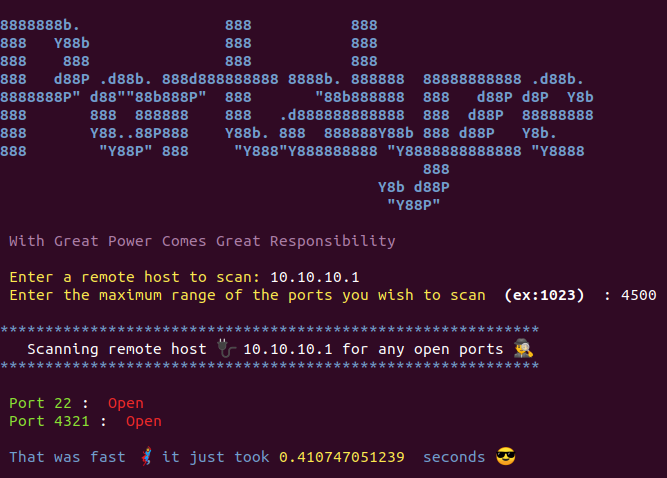 8888888b.                888           888
888   Y88b               888           888
888    888               888           888
888   d88P .d88b. 888d888888888 8888b. 888888  88888888888 .d88b.
8888888P" d88""88b888P"  888       "88b888888  888   d88P d8P  Y8b
888       888  888888    888   .d888888888888  888  d88P  88888888
888       Y88..88P888    Y88b. 888  888888Y88b 888 d88P   Y8b.
888        "Y88P" 888     "Y888"Y888888888 "Y8888888888888 "Y8888
888
Y8b d88P
"Y88P"
With Great Power Comes Great Responsibility
Enter a remote host to scan: 10.10.10.1
Enter the maximum range of the ports you wish to scan  (ex:1023)  : 4500
************************************************************
Scanning remote host 🔌 10.10.10.1 for any open ports 🕵
************************************************************
Port 22 :  Open
Port 4321 :  Open
That was fast 🦸 it just took 0.410747051239  seconds 😎